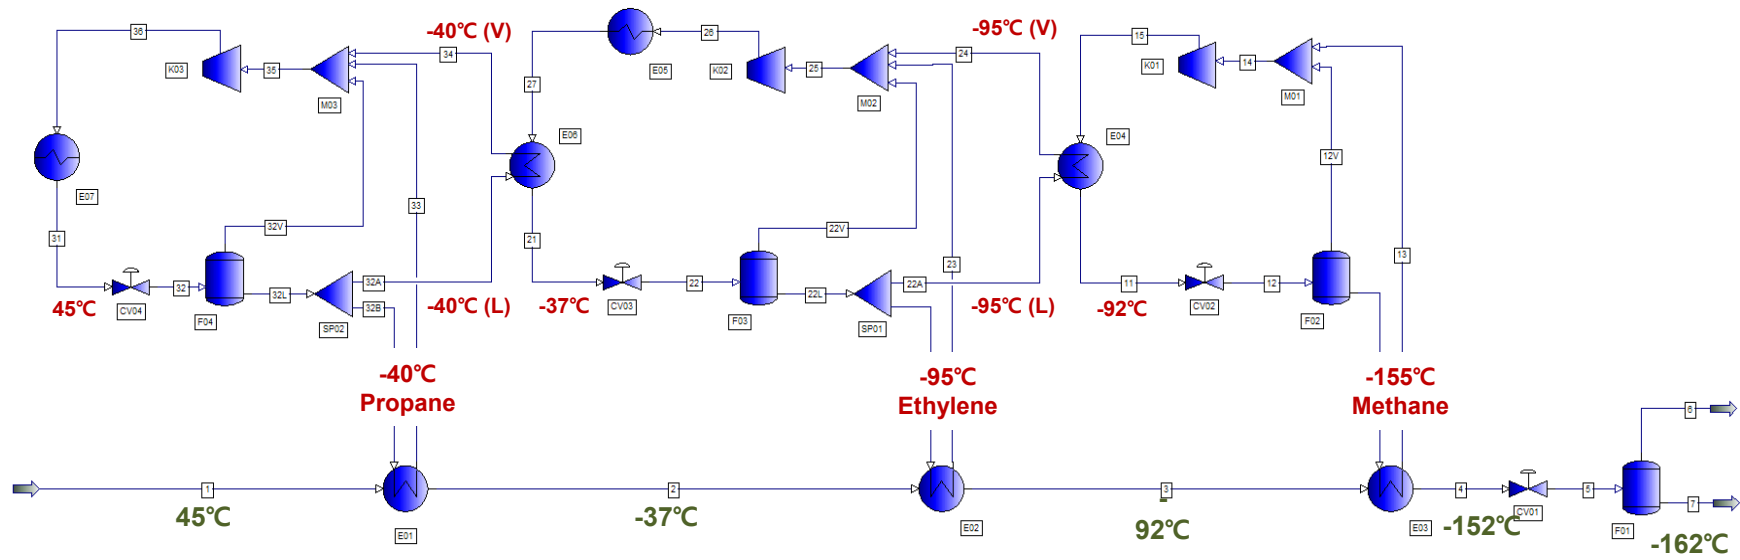 36
-40℃ (V)
34
K03
35
M03
E07
31
32V
33
45℃
CV04
32
F04
32L
SP02
32A
32B
-40℃ (L)
-40℃
Propane
E05
26
27
E06
K02
25
M02
-95℃ (V)
24
21
-37℃
CV03
22
F03
22V
22L
SP01
22A
23
-95℃ (L)
-95℃
Ethylene
15
K01
14
M01
E04
12V
13
11
-92℃
CV02
12
F02
-155℃
Methane
1
45℃
E01
2
-37℃
E02
3
-
92℃
E03
4
-152℃
CV01
5
F01
6
7
-162℃